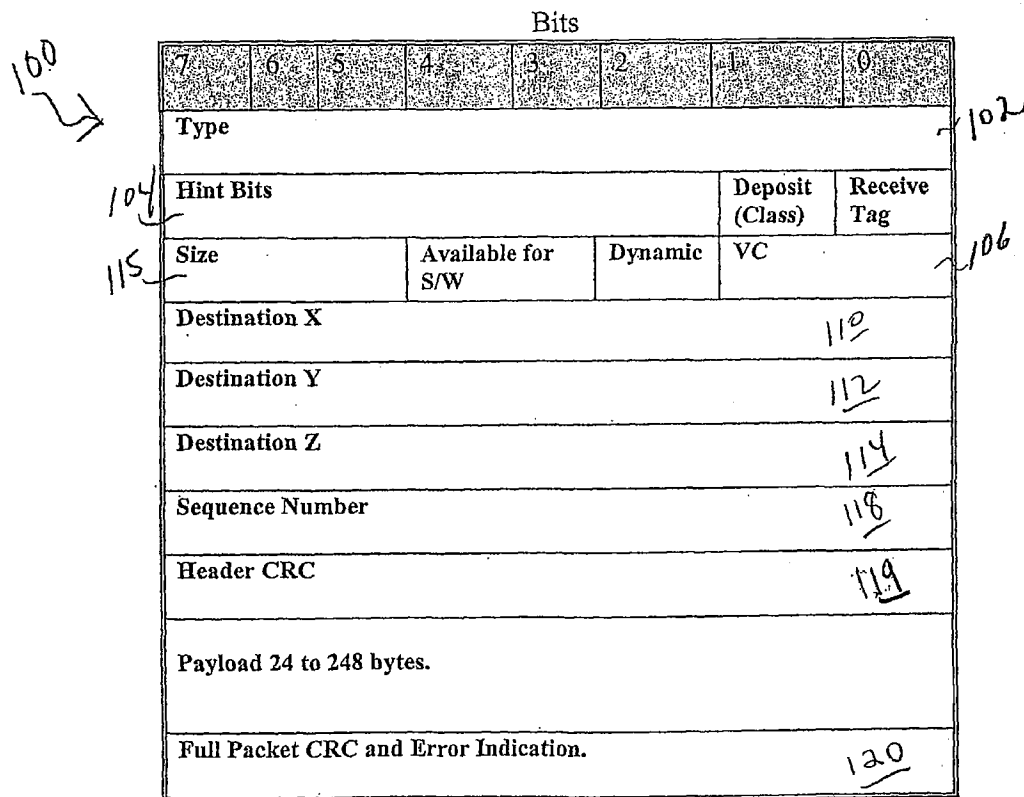 Bits
100
7 6 5 4 3 2 1 0
Type 102
104 Hint Bits Deposit (Class) Receive Tag
115 Size Available for S/W Dynamic VC 106
Destination X 110
Destination Y 112
Destination Z 114
Sequence Number 118
Header CRC 119
Payload 24 to 248 bytes.
Full Packet CRC and Error Indication. 120